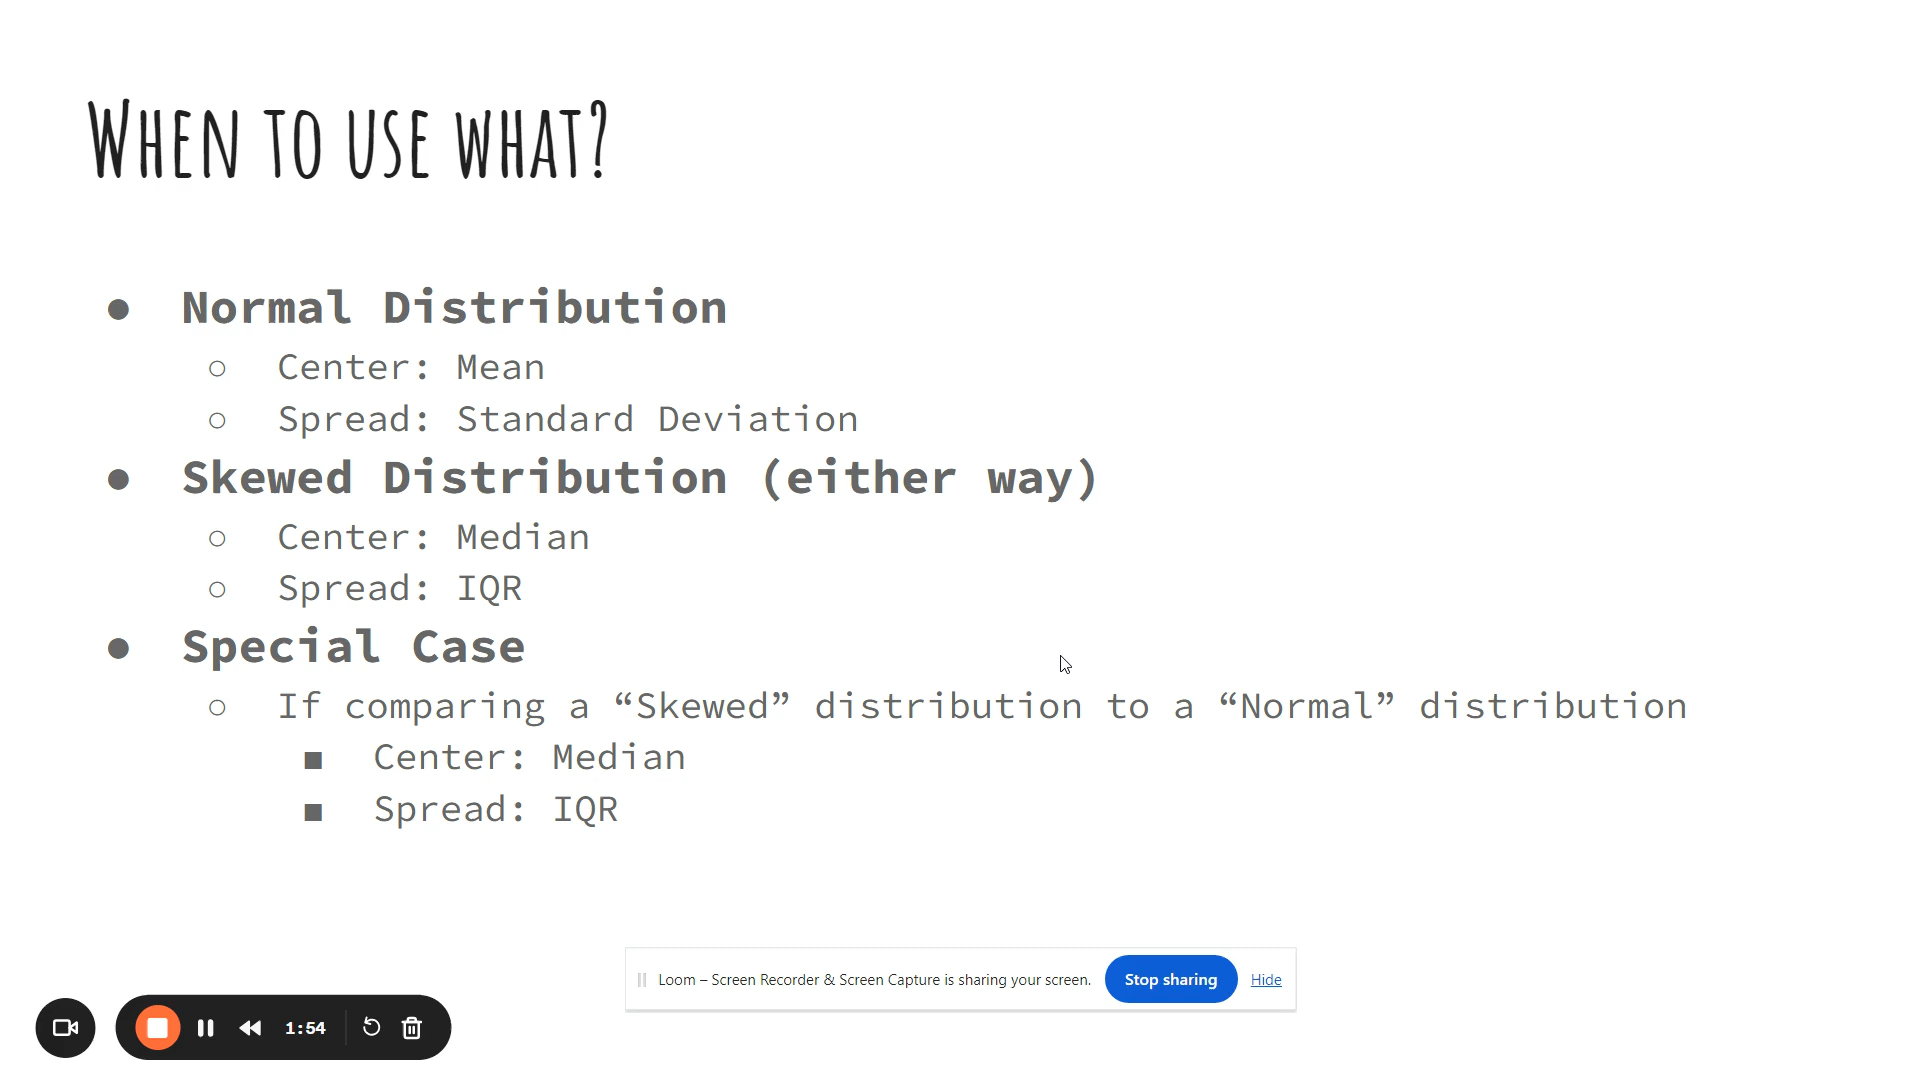 When to use what?
● Normal Distribution
○ Center: Mean
○ Spread: Standard Deviation
● Skewed Distribution (either way)
○ Center: Median
○ Spread: IQR
● Special Case
○ If comparing a “Skewed” distribution to a “Normal” distribution
■ Center: Median
■ Spread: IQR
Loom – Screen Recorder & Screen Capture is sharing your screen. Stop sharing Hide
1:54